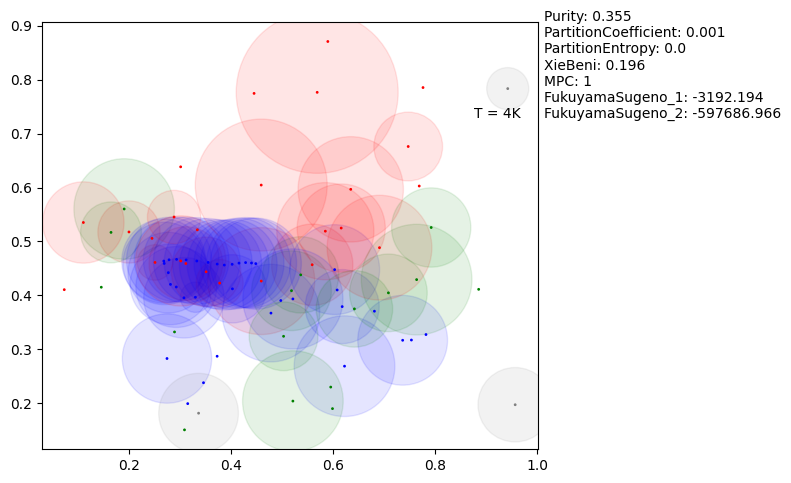 Purity: 0.355
PartitionCoefficient: 0.001
PartitionEntropy: 0.0
XieBeni: 0.196
MPC: 1
FukuyamaSugeno_1: -3192.194
FukuyamaSugeno_2: -597686.966
T = 4K
0.9
0.8
0.7
0.6
0.5
0.4
0.3
0.2
0.2
0.4
0.6
0.8
1.0